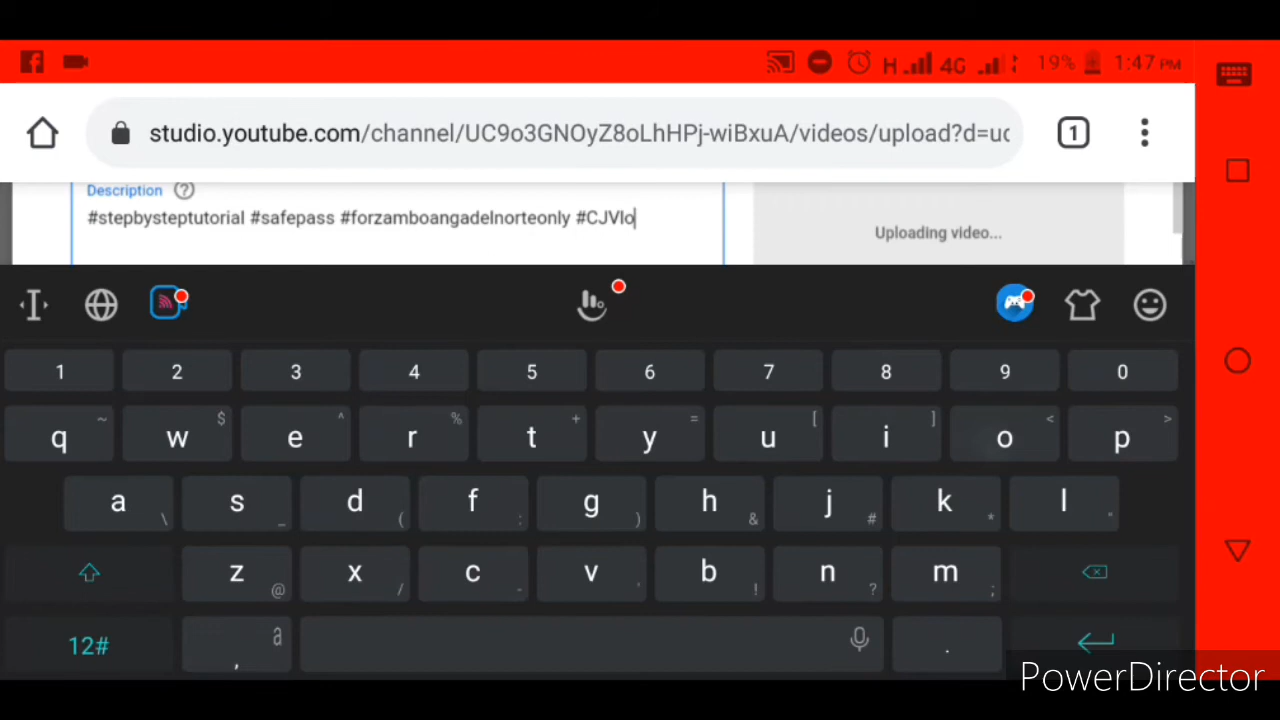 H 4G 19% 1:47 PM
studio.youtube.com/channel/UC9o3GNOyZ8oLhHPj-wiBxuA/videos/upload?d=uc
1
Description ?
#stepbysteptutorial #safepass #forzamboangadelnorteonly #CJVlo
Uploading video...
1 2 3 4 5 6 7 8 9 0
~ $ ^ % + = [ ] < >
q w e r t y u i o p
a s d f g h j k l
\ _ ( ; ) & # * "
z x c v b n m
@ / - ' ! ? ;
12# , a .
PowerDirector